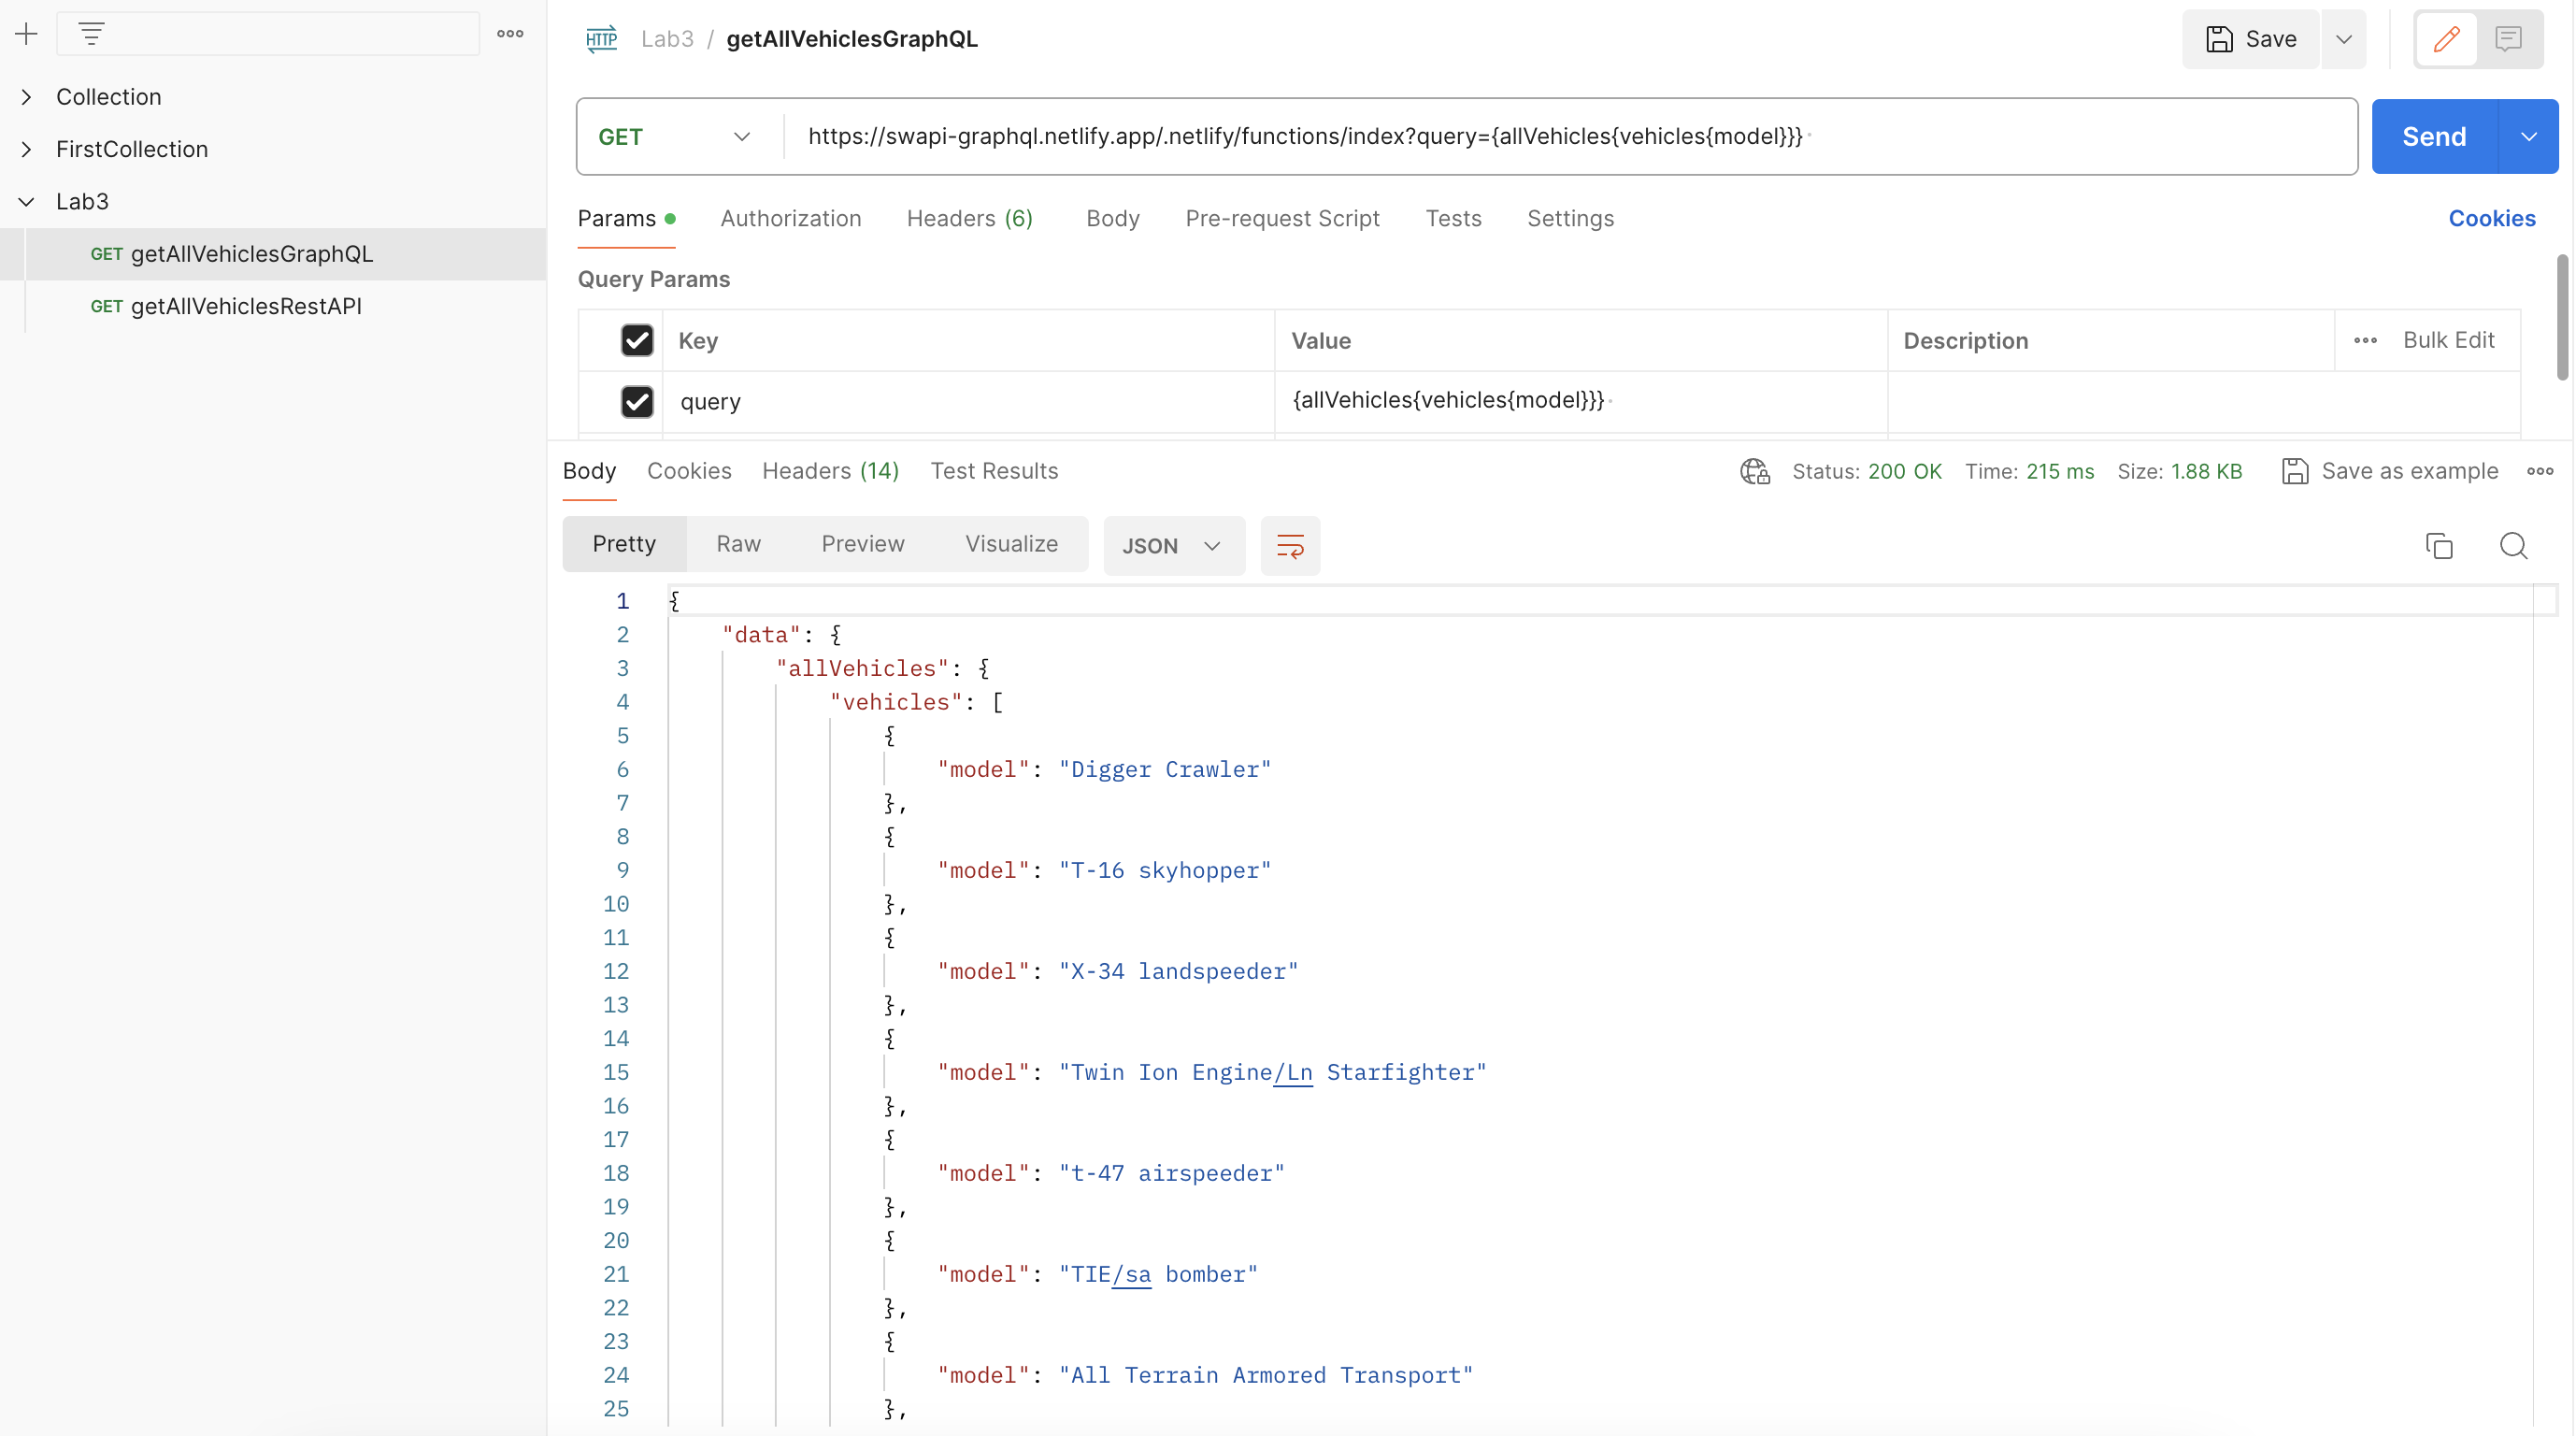 HTTP Lab3 / getAllVehiclesGraphQL
Save
Collection
FirstCollection
Lab3
GET getAllVehiclesGraphQL
GET getAllVehiclesRestAPI
GET https://swapi-graphql.netlify.app/.netlify/functions/index?query={allVehicles{vehicles{model}}}
Send
Params Authorization Headers (6) Body Pre-request Script Tests Settings Cookies
Query Params
Key Value Description Bulk Edit
query {allVehicles{vehicles{model}}}
Body Cookies Headers (14) Test Results Status: 200 OK Time: 215 ms Size: 1.88 KB Save as example
Pretty Raw Preview Visualize JSON
1 {
2 "data": {
3 "allVehicles": {
4 "vehicles": [
5 {
6 "model": "Digger Crawler"
7 },
8 {
9 "model": "T-16 skyhopper"
10 },
11 {
12 "model": "X-34 landspeeder"
13 },
14 {
15 "model": "Twin Ion Engine/Ln Starfighter"
16 },
17 {
18 "model": "t-47 airspeeder"
19 },
20 {
21 "model": "TIE/sa bomber"
22 },
23 {
24 "model": "All Terrain Armored Transport"
25 },